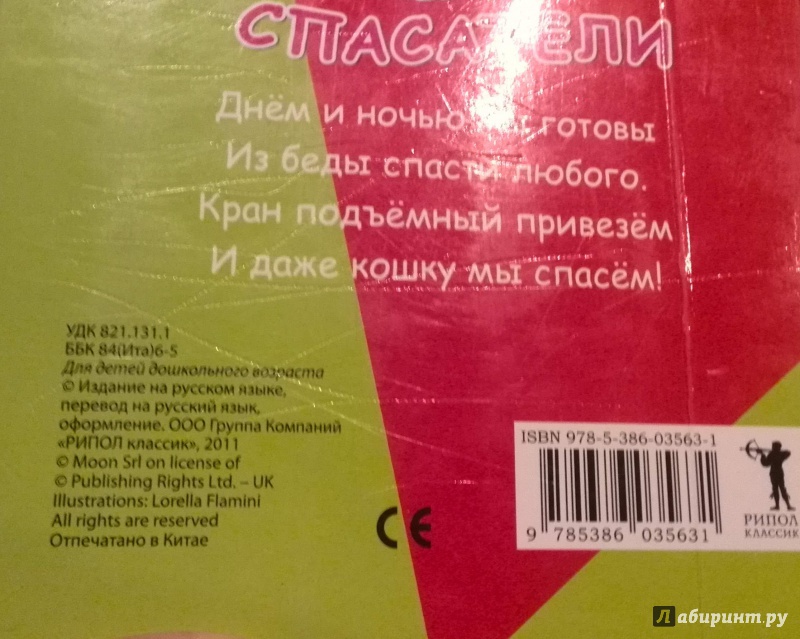 СПАСАТЕЛИ
Днём и ночью мы готовы
Из беды спасти любого.
Кран подъёмный привезём
И даже кошку мы спасём!
УДК 821.131.1
ББК 84(Ита)6-5
Для детей дошкольного возраста
© Издание на русском языке,
перевод на русский язык,
оформление. ООО Группа Компаний
«РИПОЛ классик», 2011
© Moon Srl on license of
© Publishing Rights Ltd. – UK
Illustrations: Lorella Flamini
All rights are reserved
Отпечатано в Китае
CE
ISBN 978-5-386-03563-1
9 785386 035631
РИПОЛ
КЛАССИК
Лабиринт.ру